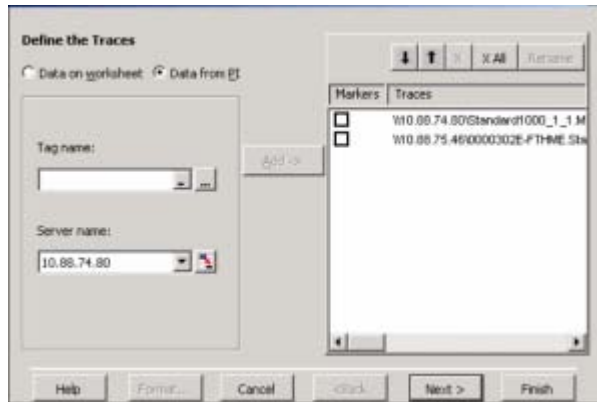 Define the Traces
Data on worksheet Data from PI
Tag name:
...
Server name:
10.88.74.80
Add ->
X All Rename
Markers Traces
\\10.88.74.80\Standard1000_1_1.M
\\10.88.75.46\0000302E-FTHME.Sta
Help Format... Cancel <Back Next > Finish